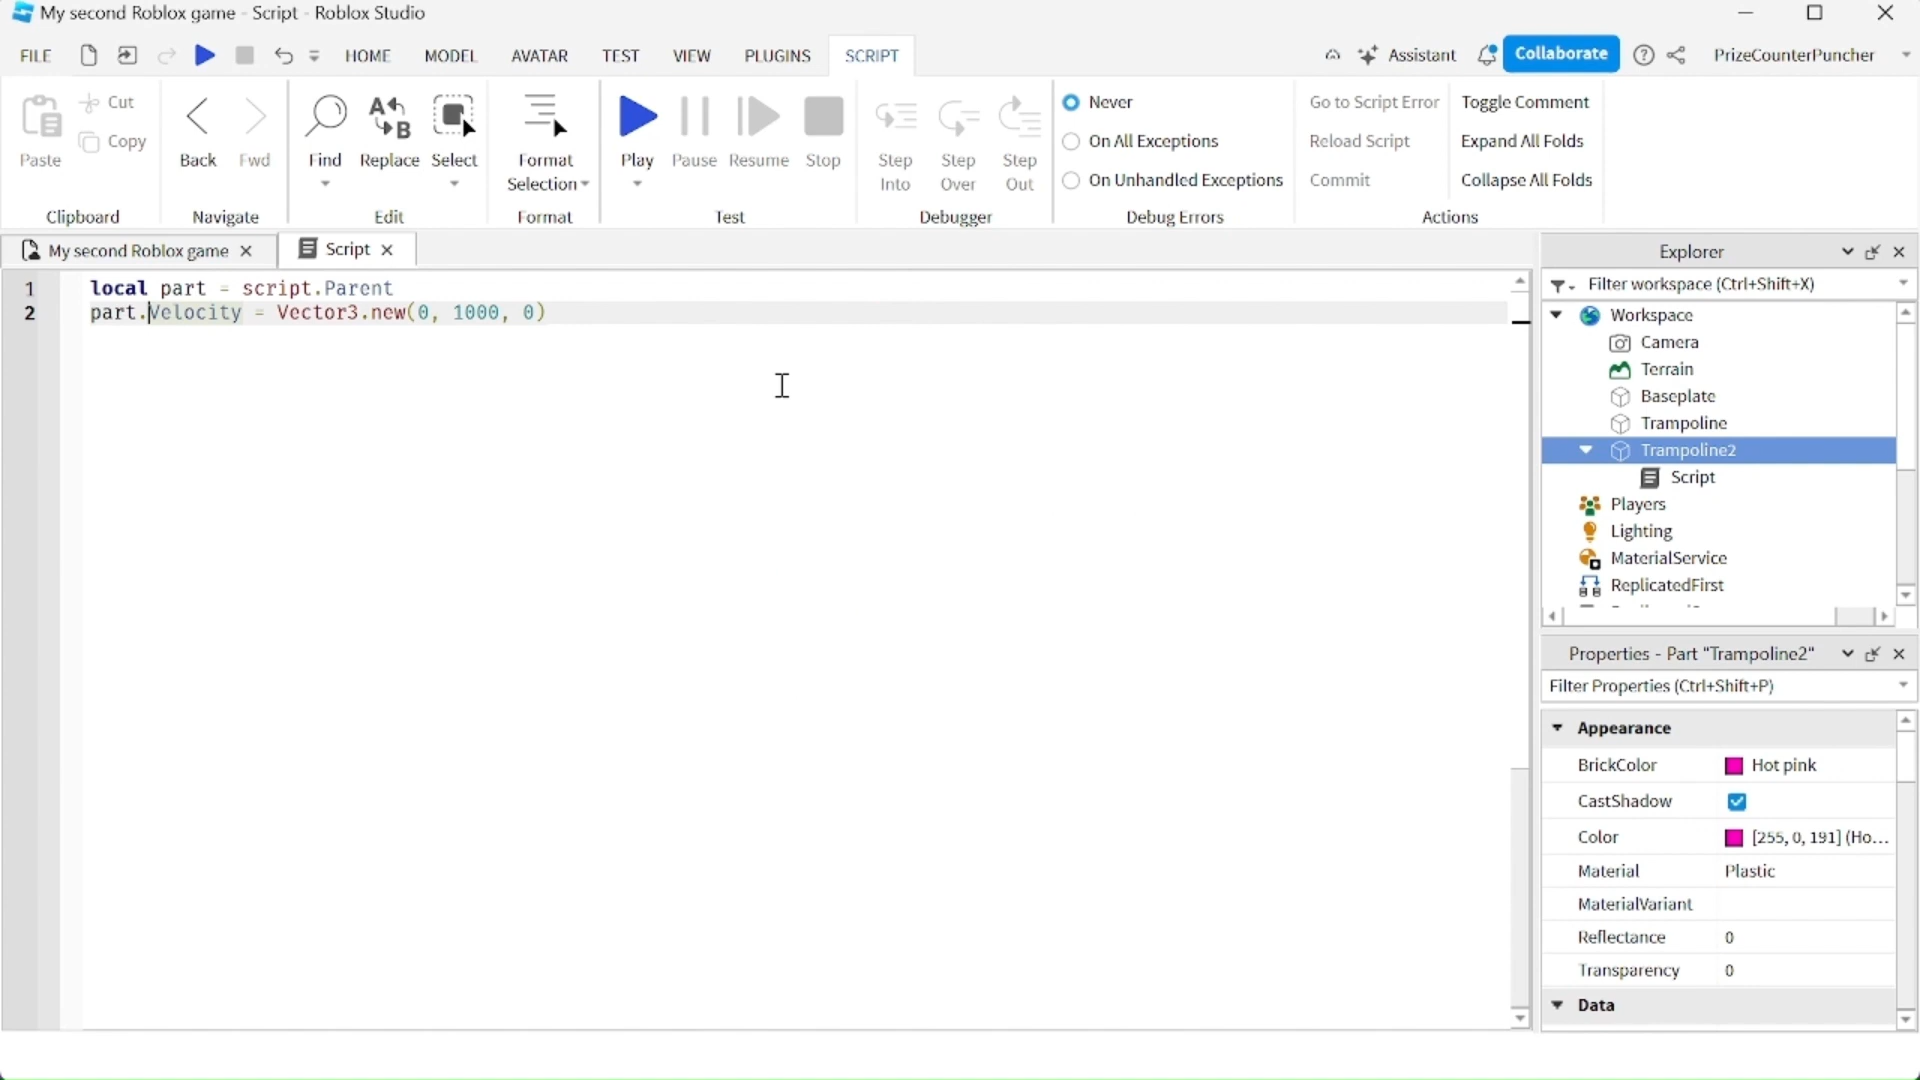 My second Roblox game - Script - Roblox Studio
FILE HOME MODEL AVATAR TEST VIEW PLUGINS SCRIPT Assistant Collaborate PrizeCounterPuncher
Paste Cut Copy
Clipboard
Back Fwd
Navigate
Find Replace Select
Edit
Format Selection
Format
Play Pause Resume Stop
Test
Step Into
Step Over
Step Out
Debugger
Never
On All Exceptions
On Unhandled Exceptions
Debug Errors
Go to Script Error
Reload Script
Commit
Toggle Comment
Expand All Folds
Collapse All Folds
Actions
My second Roblox game
Script
1 local part = script.Parent
2 part.Velocity = Vector3.new(0, 1000, 0)
Explorer
Filter workspace (Ctrl+Shift+X)
Workspace
Camera
Terrain
Baseplate
Trampoline
Trampoline2
Script
Players
Lighting
MaterialService
ReplicatedFirst
Properties - Part "Trampoline2"
Filter Properties (Ctrl+Shift+P)
Appearance
BrickColor Hot pink
CastShadow
Color [255, 0, 191] (Ho...
Material Plastic
MaterialVariant
Reflectance 0
Transparency 0
Data